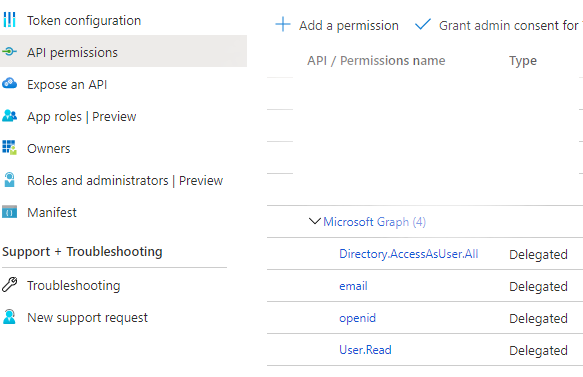 Token configuration
API permissions
Expose an API
App roles | Preview
Owners
Roles and administrators | Preview
Manifest
Support + Troubleshooting
Troubleshooting
New support request
Add a permission
Grant admin consent for
API / Permissions name
Type
Microsoft Graph (4)
Directory.AccessAsUser.All
Delegated
email
Delegated
openid
Delegated
User.Read
Delegated